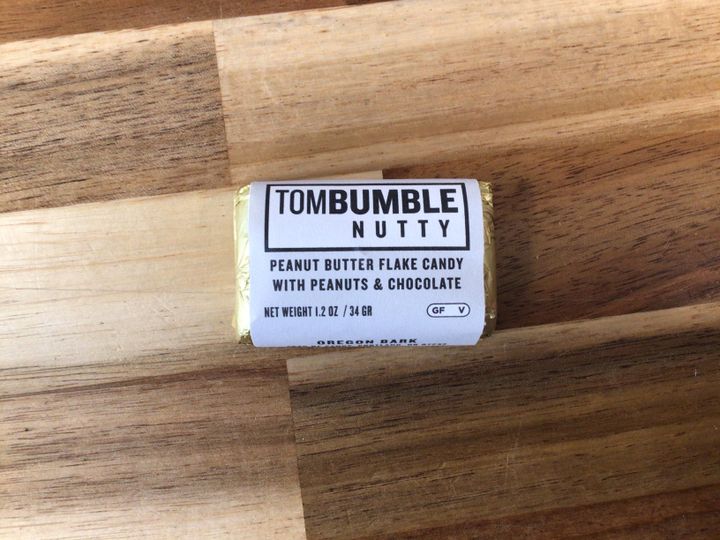 TOMBUMBLE
NUTTY
PEANUT BUTTER FLAKE CANDY
WITH PEANUTS & CHOCOLATE
NET WEIGHT 1.2 OZ / 34 GR
GF V
OREGON BARK